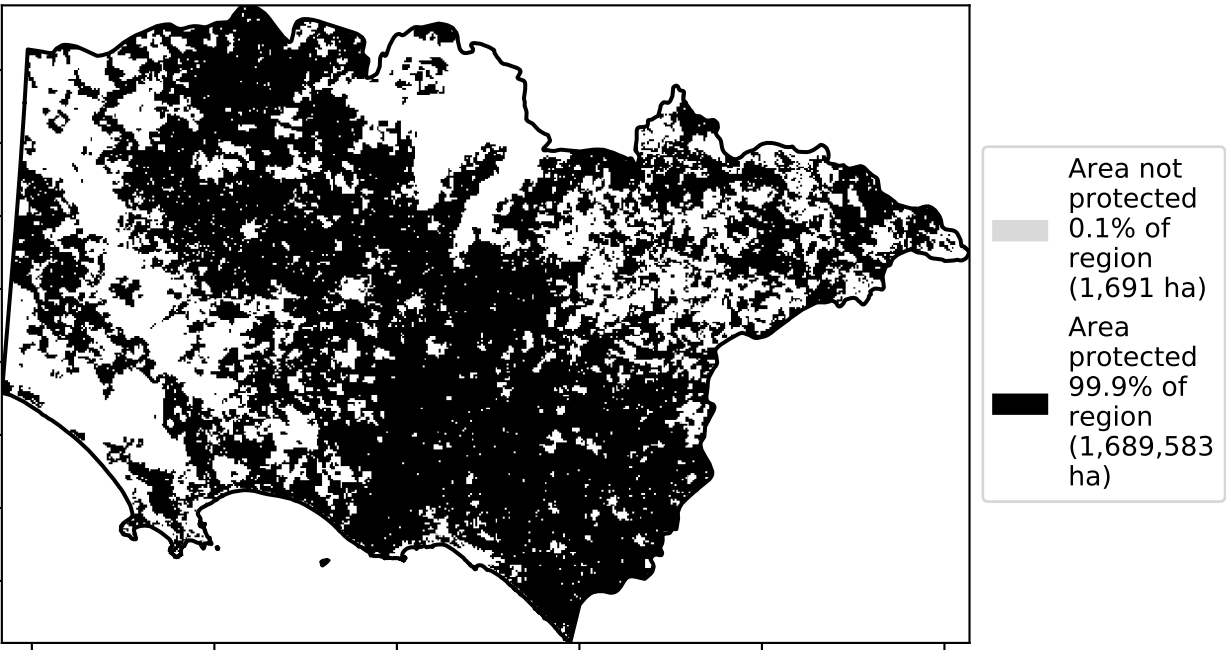 Area not
protected
0.1% of
region
(1,691 ha)
Area
protected
99.9% of
region
(1,689,583
ha)